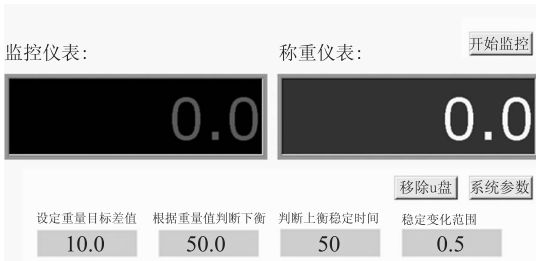 开始监控
监控仪表: 称重仪表:
0.0 0.0
移除u盘 系统参数
设定重量目标差值 根据重量值判断下衡 判断上衡稳定时间 稳定变化范围
10.0 50.0 50 0.5